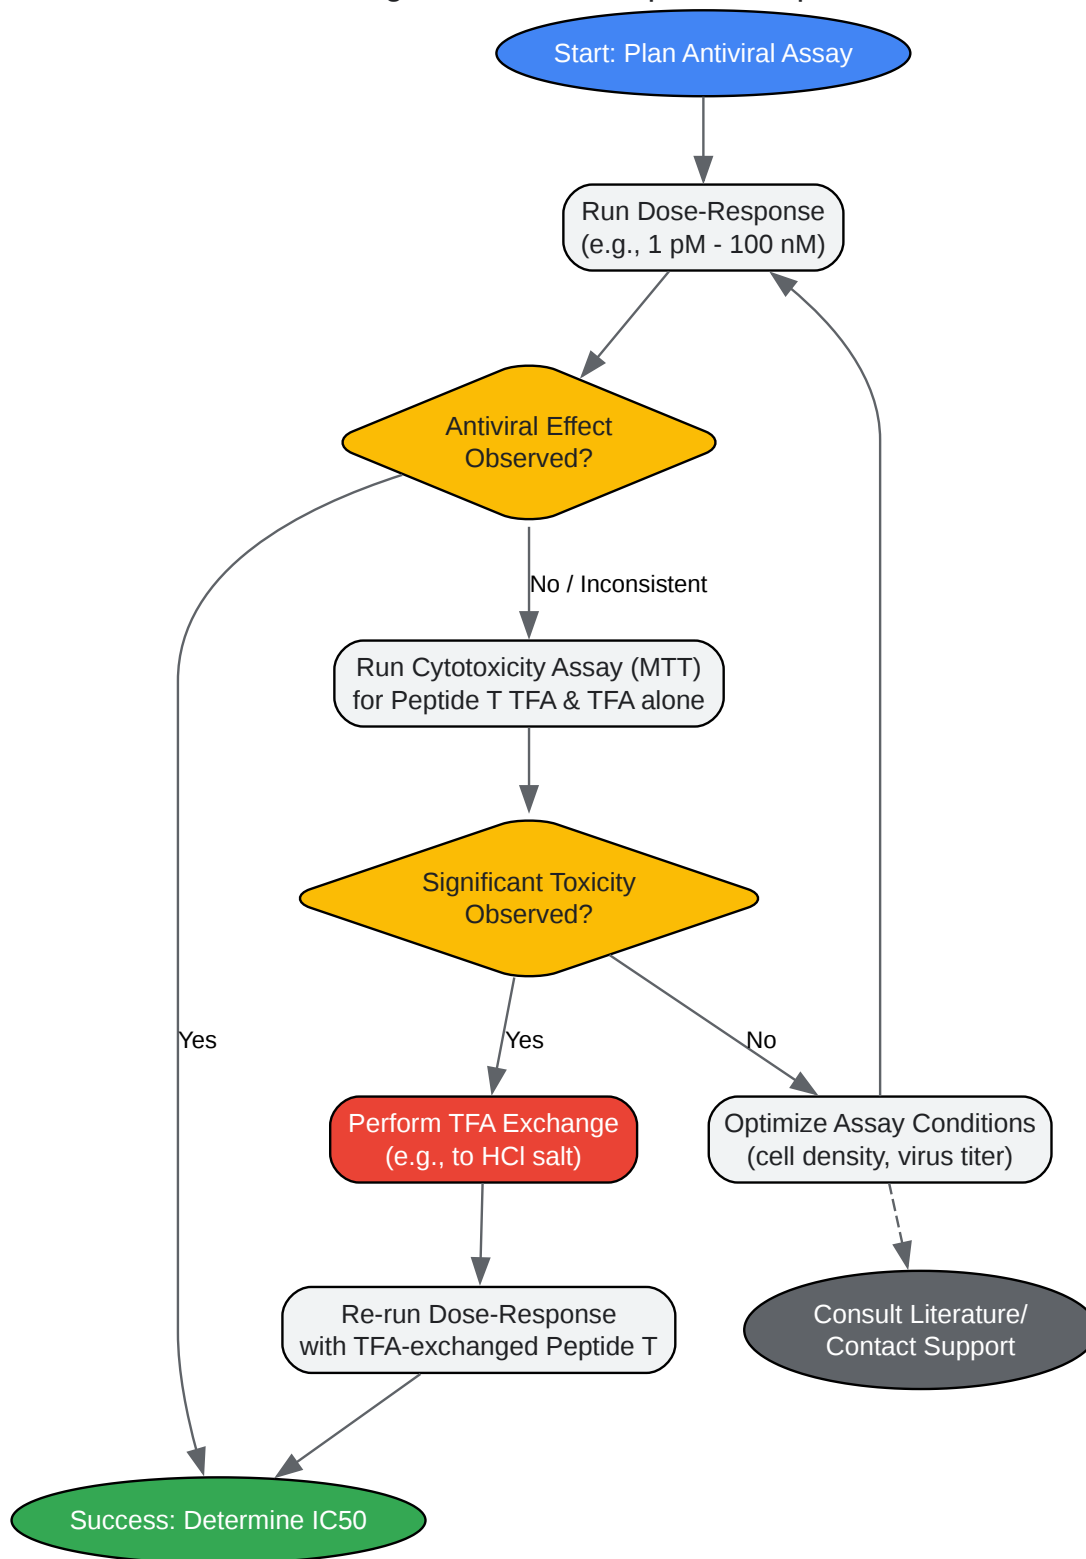 Start: Plan Antiviral Assay
Run Dose-Response
(e.g., 1 pM - 100 nM)
Antiviral Effect
Observed?
No / Inconsistent
Run Cytotoxicity Assay (MTT)
for Peptide T TFA & TFA alone
Significant Toxicity
Observed?
Yes
Yes
No
Perform TFA Exchange
(e.g., to HCl salt)
Optimize Assay Conditions
(cell density, virus titer)
Re-run Dose-Response
with TFA-exchanged Peptide T
Consult Literature/
Contact Support
Success: Determine IC50